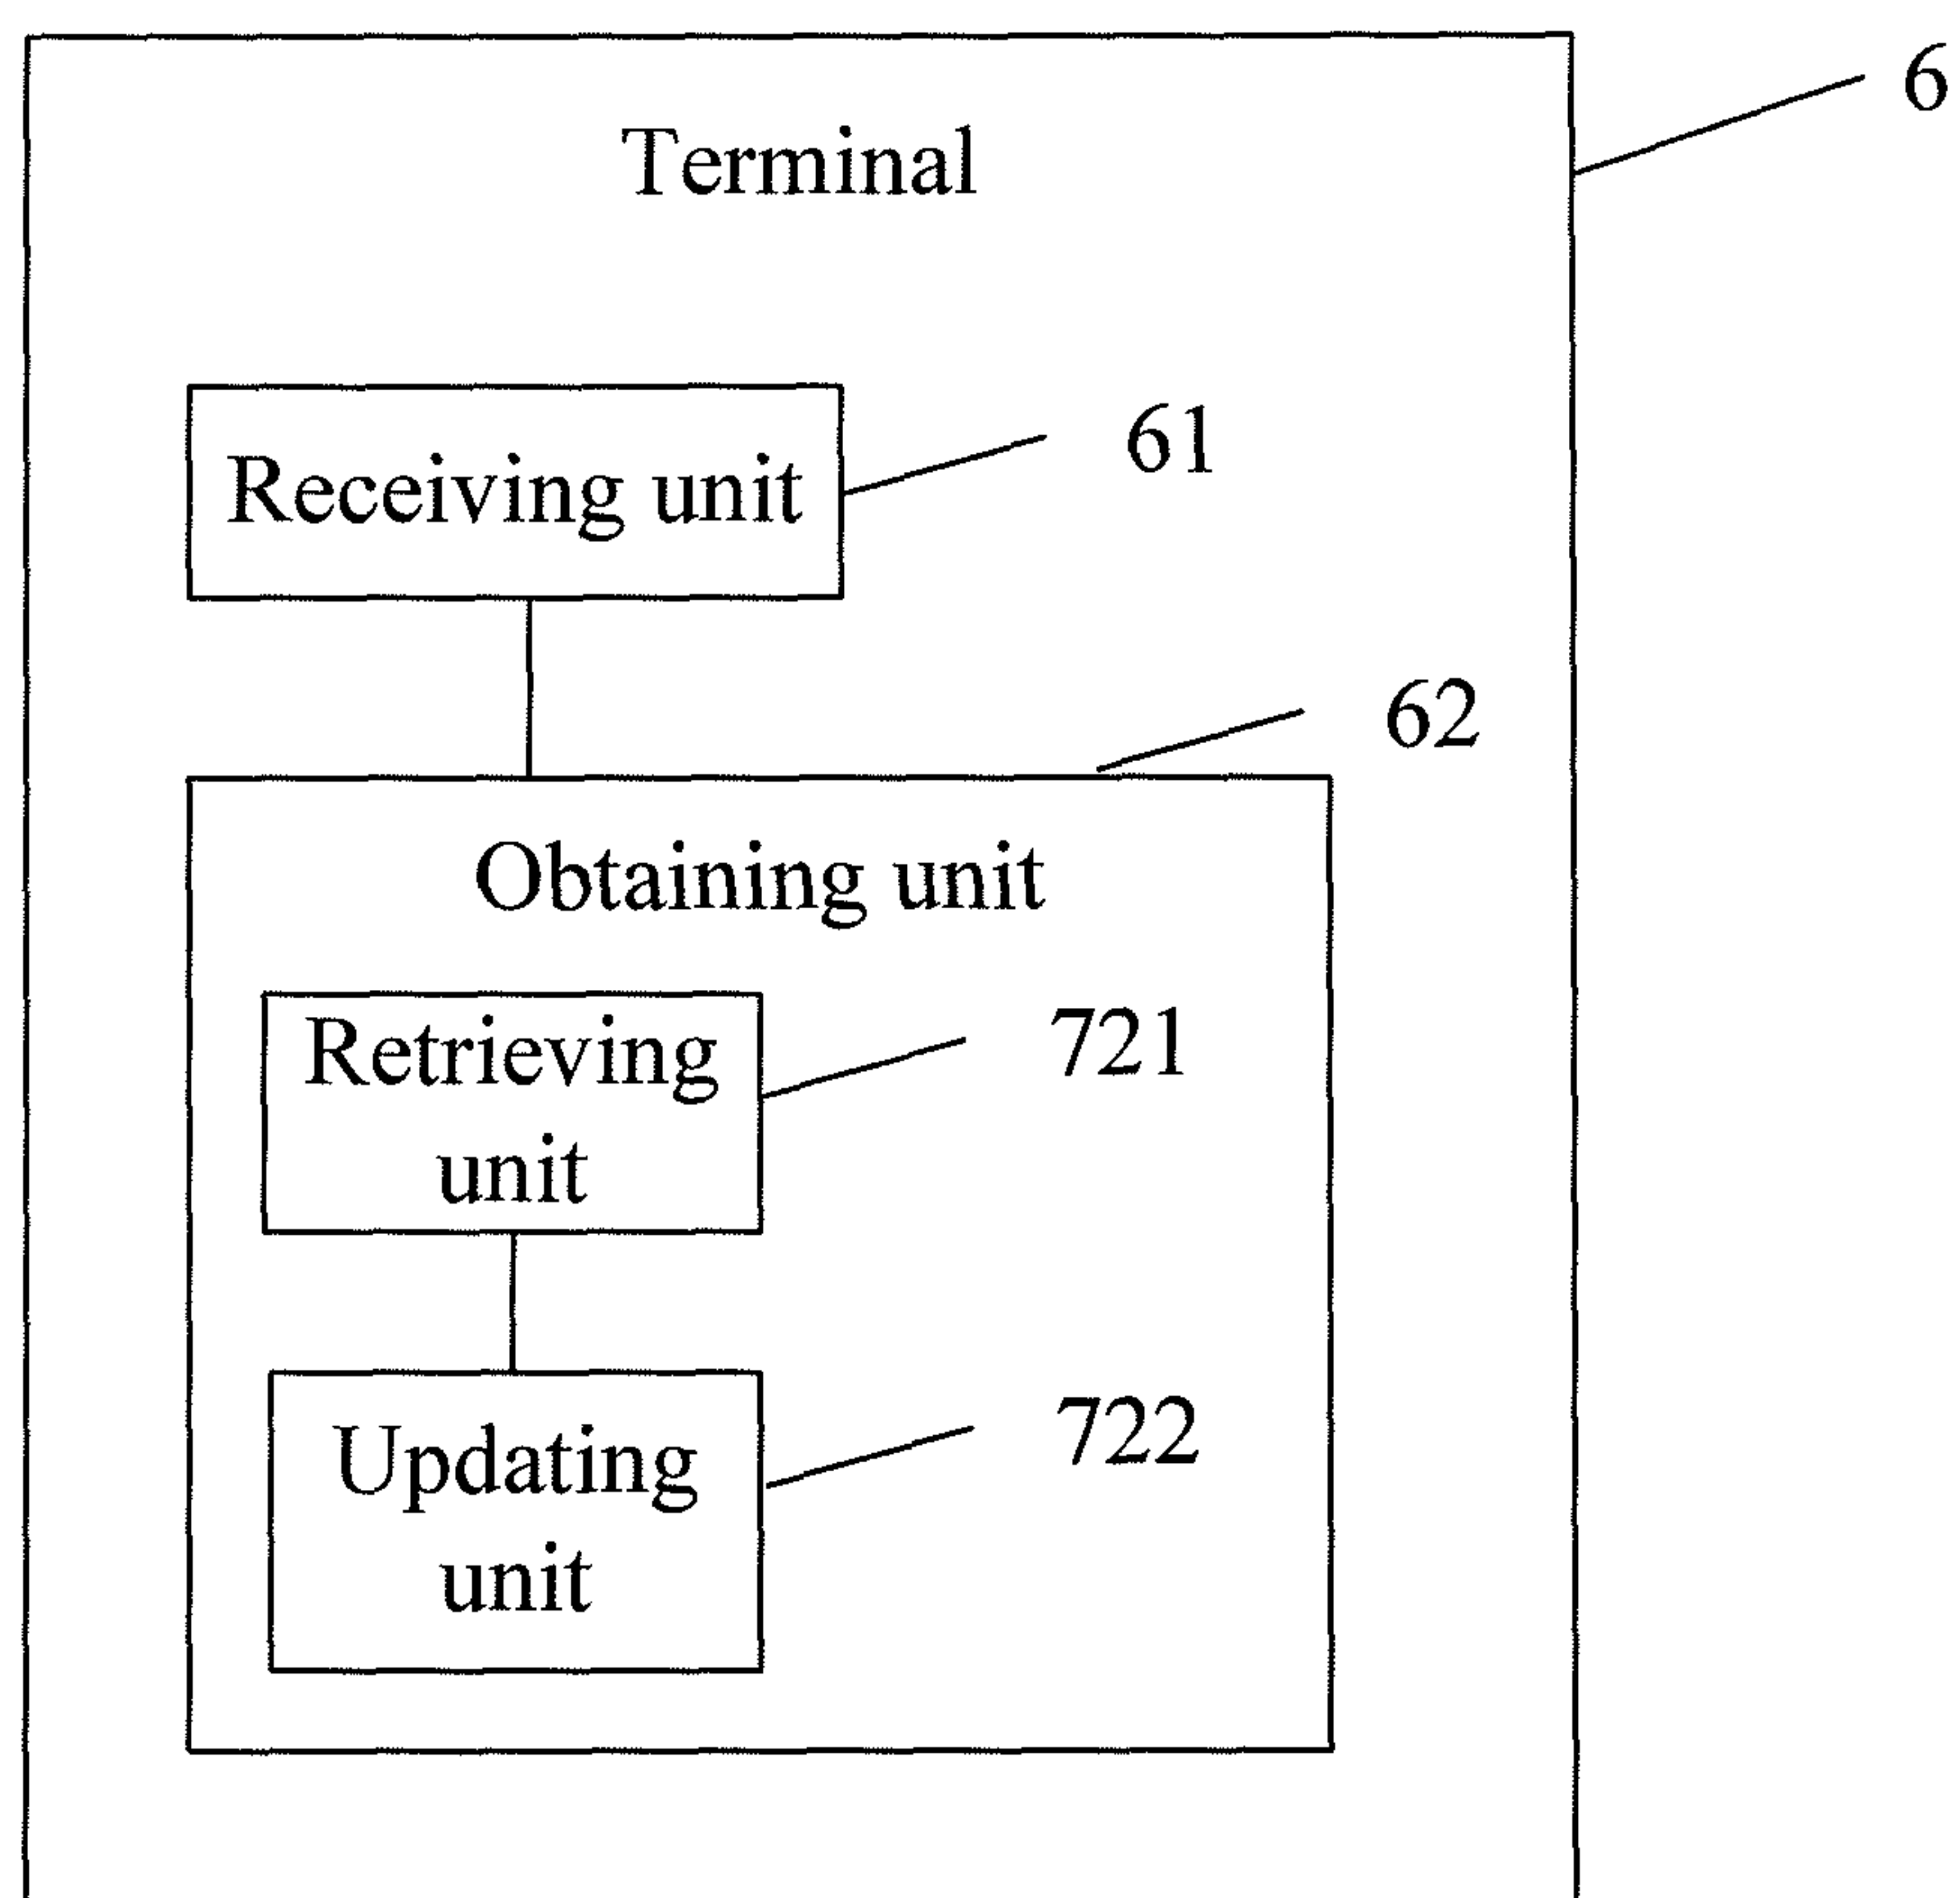 6
Terminal
61
Receiving unit
62
Obtaining unit
721
Retrieving
unit
722
Updating
unit